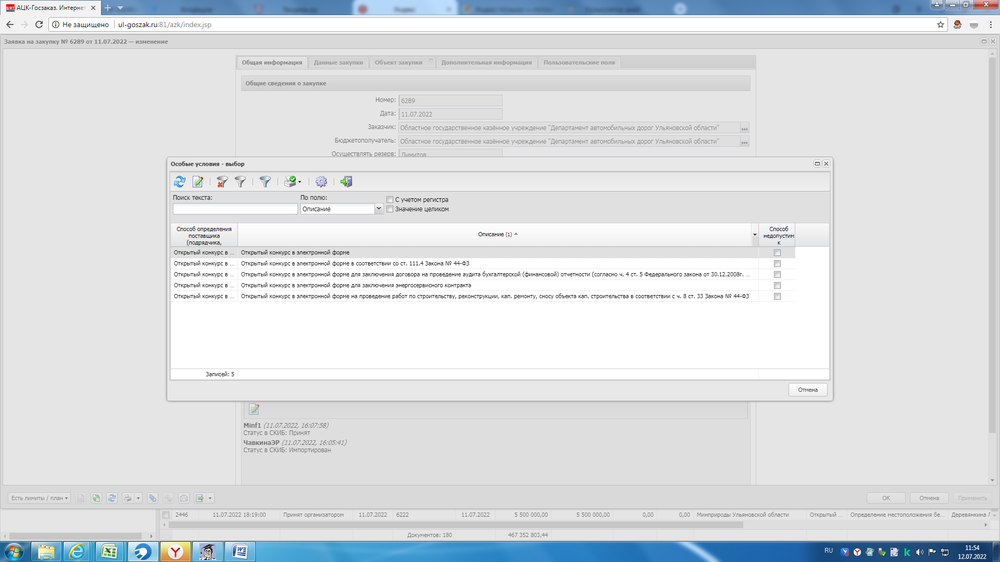 АЦК-Госзаказ. Интернет
Не защищено ul-goszak.ru:81/azk/index.jsp
Заявка на закупку № 6289 от 11.07.2022 — изменение
Общая информация Данные закупки Объект закупки Дополнительная информация Пользовательские поля
Общие сведения о закупке
Номер: 6289
Дата: 11.07.2022
Заказчик: Областное государственное казённое учреждение "Департамент автомобильных дорог Ульяновской области"
Бюджетополучатель: Областное государственное казённое учреждение "Департамент автомобильных дорог Ульяновской области"
Осуществлять резерв: Лимитов
Особые условия - выбор
Поиск текста: По полю: С учетом регистра
Описание Значение целиком
Способ определения поставщика (подрядчика, Описание (1) Способ недопустим к
Открытый конкурс в ... Открытый конкурс в электронной форме
Открытый конкурс в ... Открытый конкурс в электронной форме в соответствии со ст. 111.4 Закона № 44-ФЗ
Открытый конкурс в ... Открытый конкурс в электронной форме для заключения договора на проведение аудита бухгалтерской (финансовой) отчетности (согласно ч. 4 ст. 5 Федерального закона от 30.12.2008г. ...
Открытый конкурс в ... Открытый конкурс в электронной форме для заключения энергосервисного контракта
Открытый конкурс в ... Открытый конкурс в электронной форме на проведение работ по строительству, реконструкции, кап. ремонту, сносу объекта кап. строительства в соответствии с ч. 8 ст. 33 Закона № 44-ФЗ
Записей: 5
Отмена
Minf1 (11.07.2022, 16:07:58)
Статус в СКИБ: Принят
ЧавкинаЭР (11.07.2022, 16:05:41)
Статус в СКИБ: Импортирован
Есть лимиты / план OK Отмена Применить
2446 11.07.2022 18:19:00 Принят организатором 11.07.2022 6222 11.07.2022 5 500 000,00 5 500 000,00 0,00 0,00 Минприроды Ульяновской области Открытый ... Определение местоположения бе... Деревянкина
Документов: 180 467 352 803,44
RU 11:54
12.07.2022